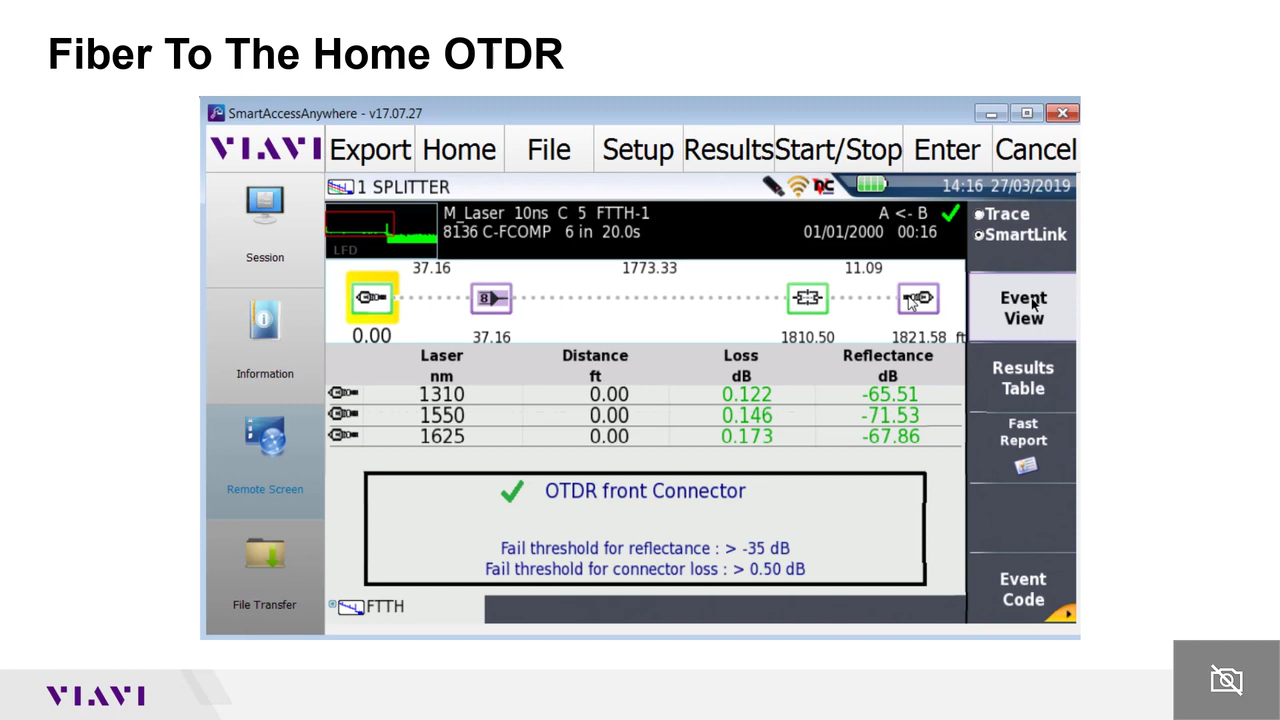 Fiber To The Home OTDR
SmartAccessAnywhere - v17.07.27
VIAVI Export Home File Setup Results Start/Stop Enter Cancel
1 SPLITTER 14:16 27/03/2019
M_Laser 10ns C 5 FTTH-1 A <- B
8136 C-FCOMP 6 in 20.0s 01/01/2000 00:16
LFD
Trace
SmartLink
Session
Information
Remote Screen
File Transfer
37.16 1773.33 11.09
8
0.00 37.16 1810.50 1821.58 ft
Laser Distance Loss Reflectance
nm ft dB dB
1310 0.00 0.122 -65.51
1550 0.00 0.146 -71.53
1625 0.00 0.173 -67.86
OTDR front Connector
Fail threshold for reflectance : > -35 dB
Fail threshold for connector loss : > 0.50 dB
FTTH
Event
View
Results
Table
Fast
Report
Event
Code
VIAVI